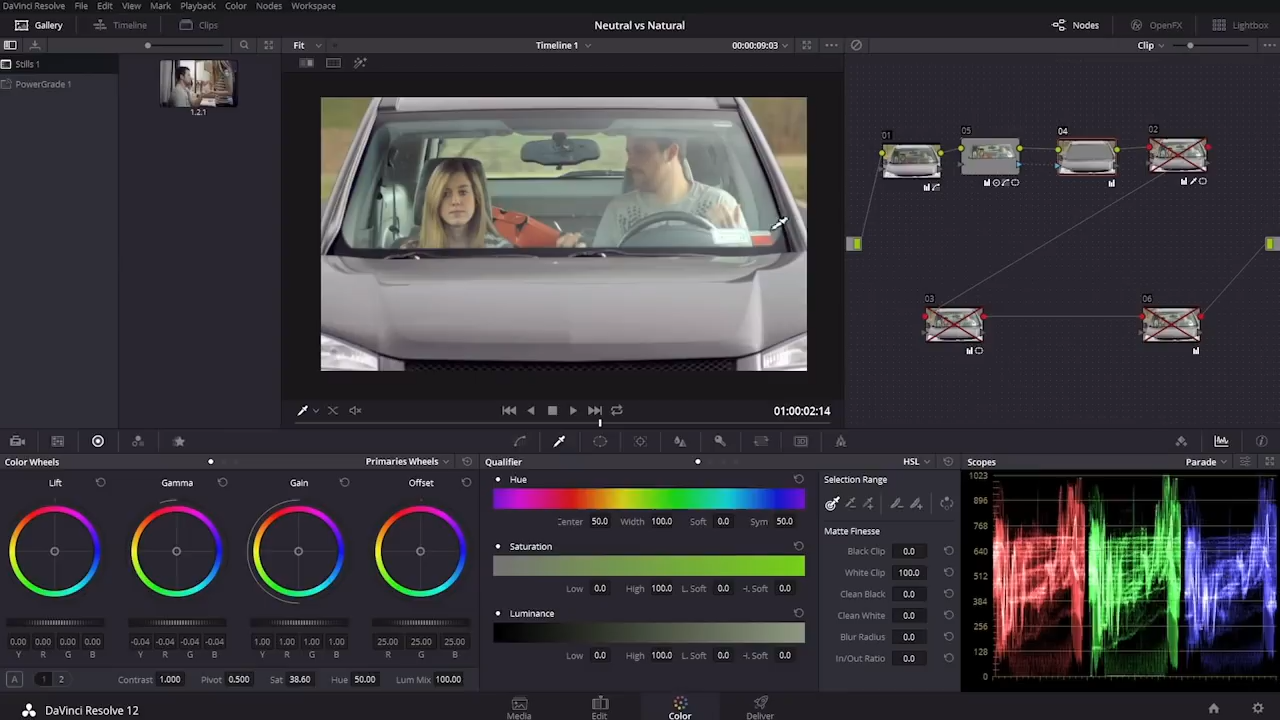 DaVinci Resolve File Edit View Mark Playback Color Nodes Workspace
Gallery Timeline Clips Neutral vs Natural Nodes OpenFX Lightbox
Fit Timeline 1 00:00:09:03 Clip
Stills 1
PowerGrade 1
1.2.1
01 05 04 02
03 06
01:00:02:14
Color Wheels Primaries Wheels Qualifier HSL Scopes Parade
Lift Gamma Gain Offset
Hue
Center 50.0 Width 100.0 Soft 0.0 Sym 50.0
Saturation
Low 0.0 High 100.0 L. Soft 0.0 H. Soft 0.0
Luminance
Low 0.0 High 100.0 L. Soft 0.0 H. Soft 0.0
0.00 0.00 0.00 0.00 -0.04 -0.04 -0.04 -0.04 1.00 1.00 1.00 1.00 25.00 25.00 25.00
Y R G B Y R G B Y R G B R G B
A 1 2 Contrast 1.000 Pivot 0.500 Sat 38.60 Hue 50.00 Lum Mix 100.00
Selection Range
Matte Finesse
Black Clip 0.0
White Clip 100.0
Clean Black 0.0
Clean White 0.0
Blur Radius 0.0
In/Out Ratio 0.0
1023
896
768
640
512
384
256
128
0
DaVinci Resolve 12 Media Edit Color Deliver